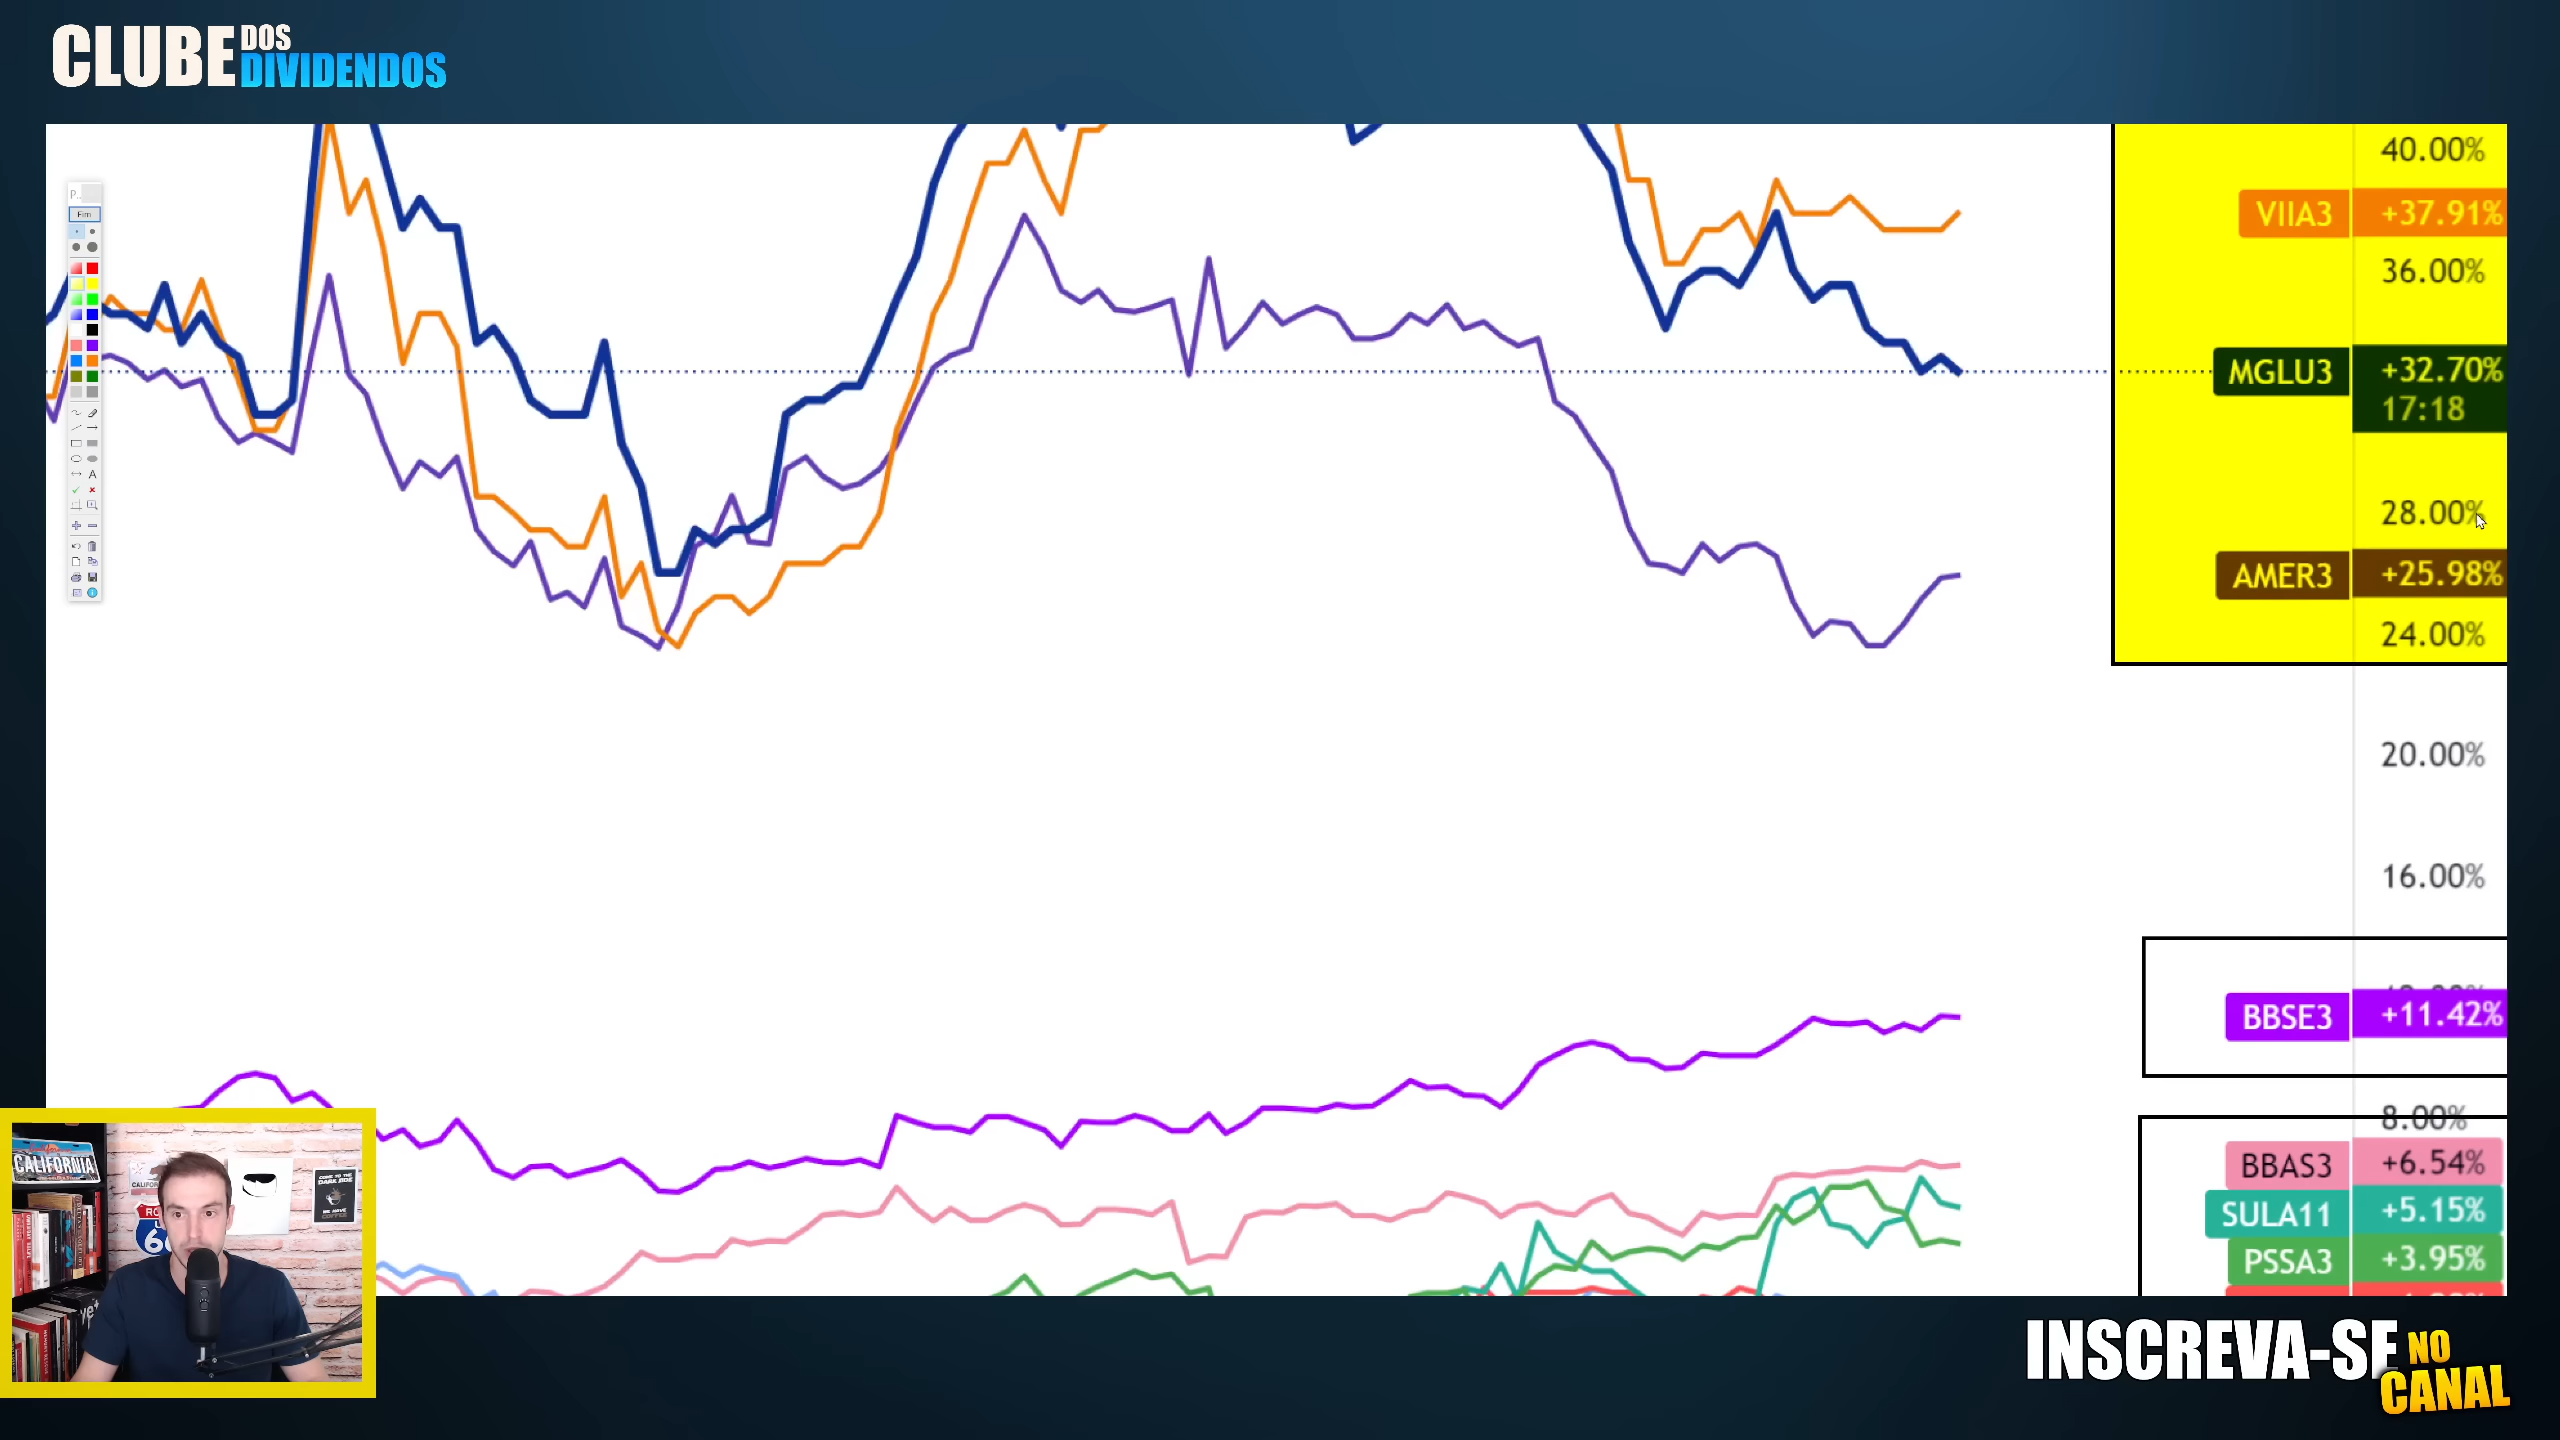 CLUBE DOS
DIVIDENDOS
P..
Fim
A
40.00%
VIIA3 +37.91%
36.00%
MGLU3 +32.70%
17:18
28.00%
AMER3 +25.98%
24.00%
20.00%
16.00%
BBSE3 +11.42%
8.00%
BBAS3 +6.54%
SULA11 +5.15%
PSSA3 +3.95%
CALIFORNIA
INSCREVA-SE NO
CANAL